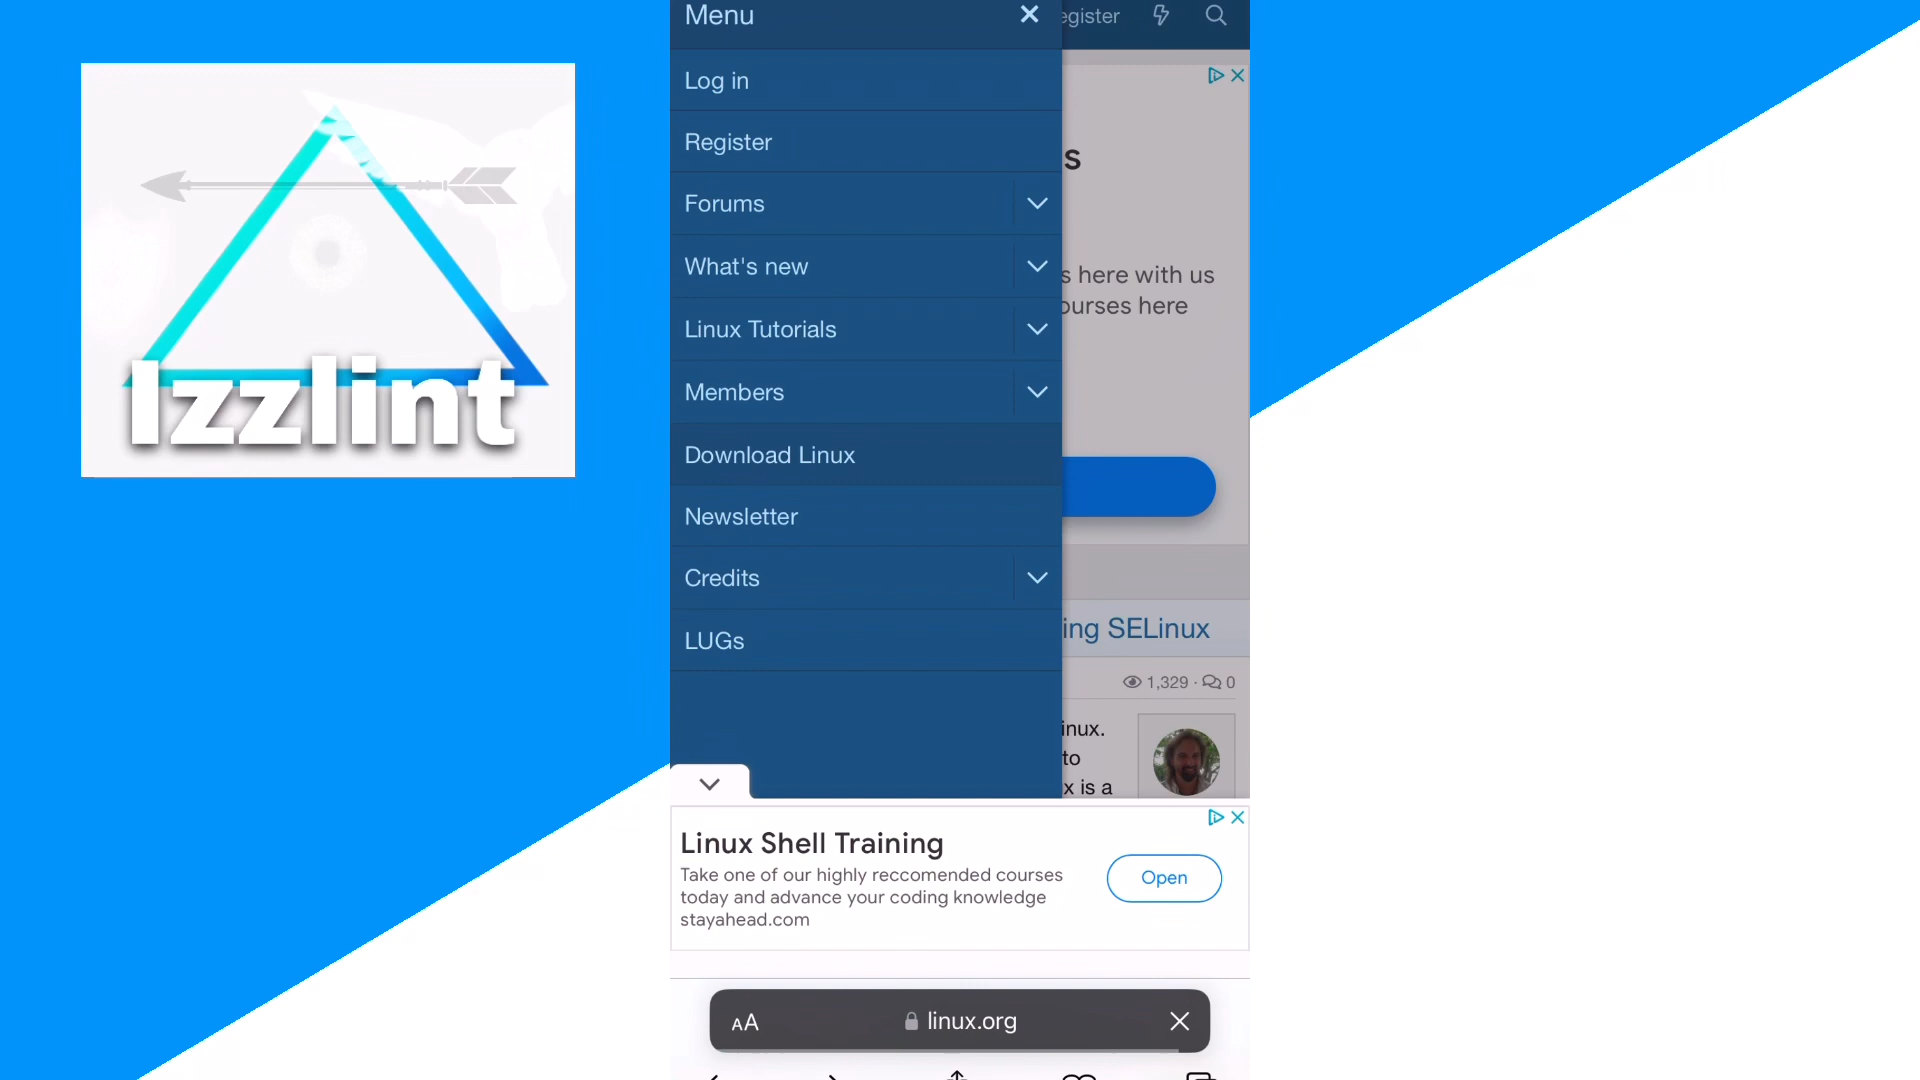 Izzlint
Menu
egister
Log in
Register
Forums
What's new
Linux Tutorials
Members
Download Linux
Newsletter
Credits
LUGs
s
s here with us
ourses here
ing SELinux
1,329 · 0
inux.
to
x is a
Linux Shell Training
Take one of our highly reccomended courses
today and advance your coding knowledge
stayahead.com
Open
AA
linux.org